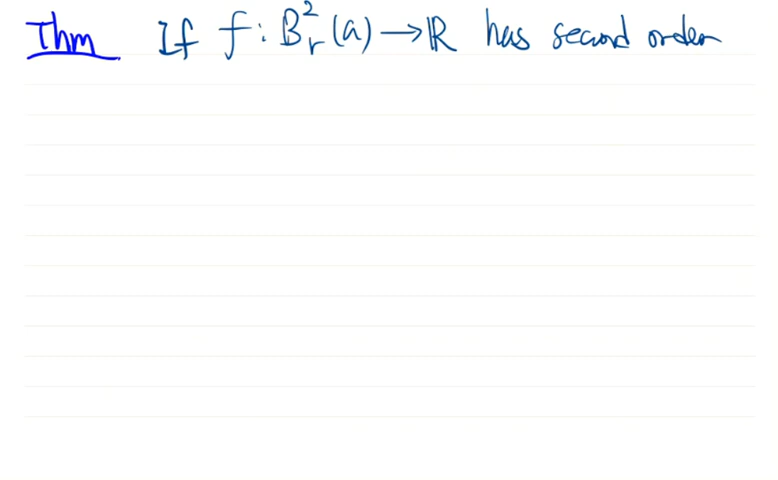 Thm If f: B²ᵣ(a) → ℝ has second order